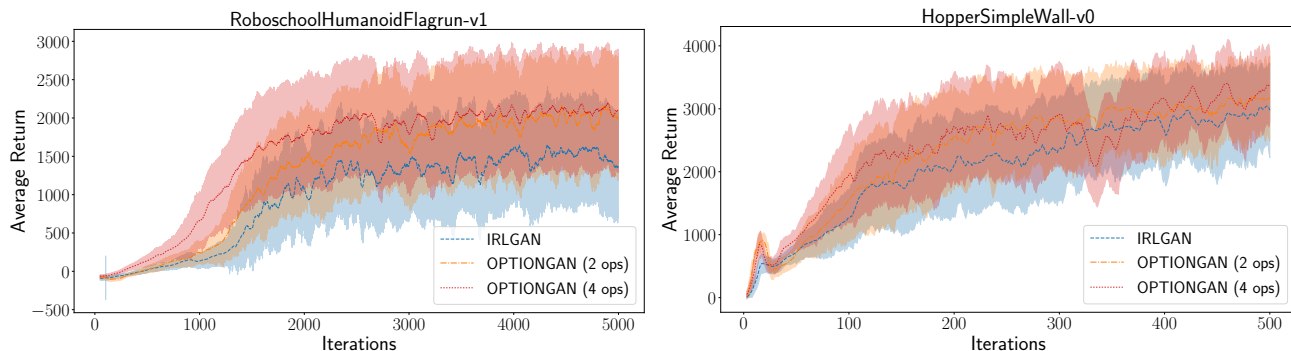 RoboschoolHumanoidFlagrun-v1
3000
2500
2000
1500
1000
500
0
−500
Average Return
0 1000 2000 3000 4000 5000
Iterations
IRLGAN
OPTIONGAN (2 ops)
OPTIONGAN (4 ops)
HopperSimpleWall-v0
4000
3000
2000
1000
0
Average Return
0 100 200 300 400 500
Iterations
IRLGAN
OPTIONGAN (2 ops)
OPTIONGAN (4 ops)